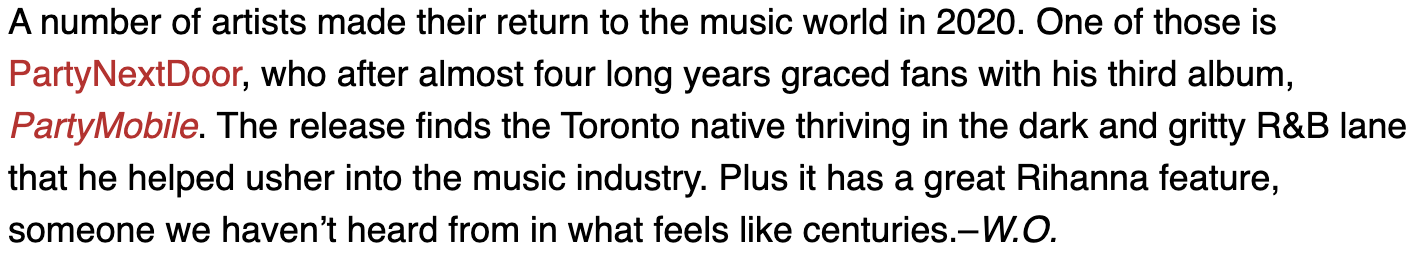 A number of artists made their return to the music world in 2020. One of those is
PartyNextDoor, who after almost four long years graced fans with his third album,
PartyMobile. The release finds the Toronto native thriving in the dark and gritty R&B lane
that he helped usher into the music industry. Plus it has a great Rihanna feature,
someone we haven’t heard from in what feels like centuries.–W.O.